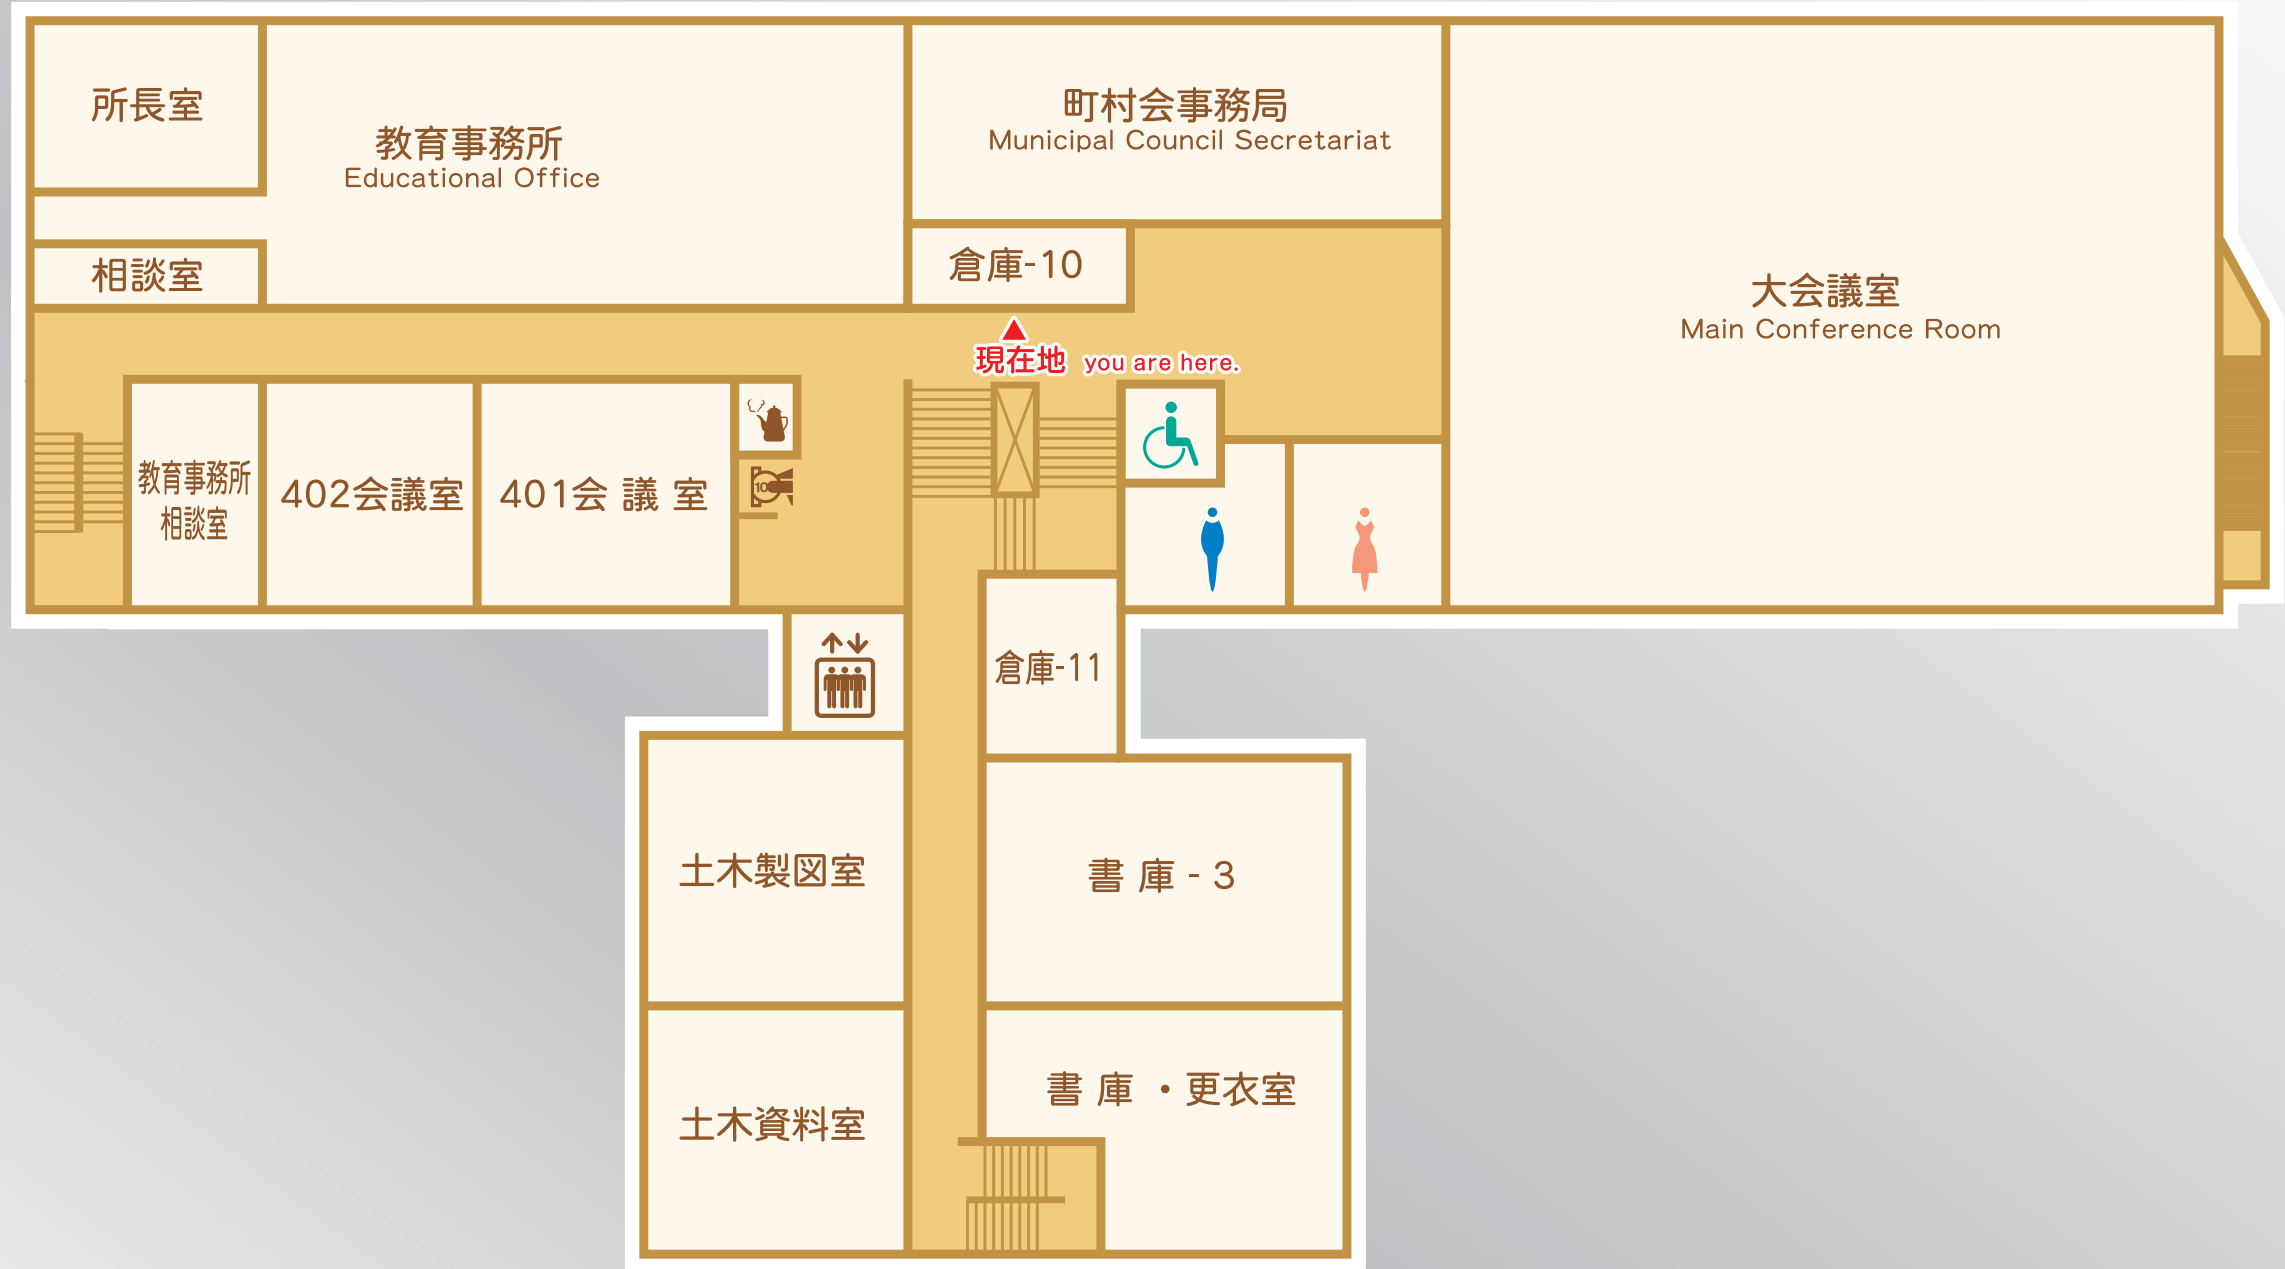 所長室
教育事務所
Educational Office
町村会事務局
Municipal Council Secretariat
相談室
倉庫-10
大会議室
Main Conference Room
現在地 you are here.
教育事務所
相談室
402会議室
401会 議 室
10
倉庫-11
土木製図室
書 庫 - 3
土木資料室
書 庫 ・更衣室